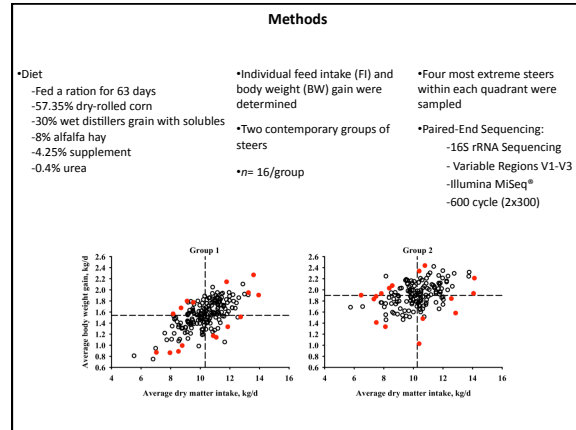 Methods
•Diet
-Fed a ration for 63 days
-57.35% dry-rolled corn
-30% wet distillers grain with solubles
-8% alfalfa hay
-4.25% supplement
-0.4% urea
•Individual feed intake (FI) and
body weight (BW) gain were
determined
•Two contemporary groups of
steers
•n= 16/group
•Four most extreme steers
within each quadrant were
sampled
•Paired-End Sequencing:
-16S rRNA Sequencing
- Variable Regions V1-V3
-Illumina MiSeq®
-600 cycle (2x300)
Group 1
Average body weight gain, kg/d
2.6
2.4
2.2
2.0
1.8
1.6
1.4
1.2
1.0
0.8
0.6
4 6 8 10 12 14 16
Average dry matter intake, kg/d
Group 2
2.6
2.4
2.2
2.0
1.8
1.6
1.4
1.2
1.0
0.8
0.6
4 6 8 10 12 14 16
Average dry matter intake, kg/d